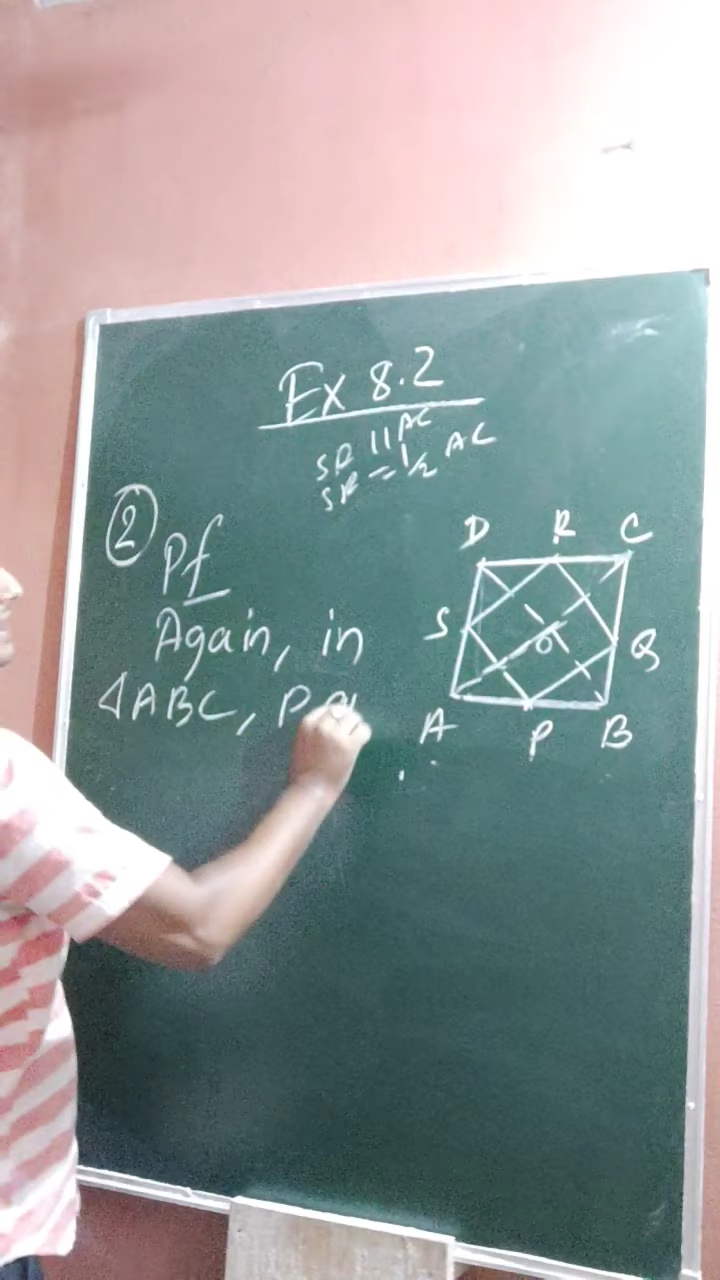 Ex 8.2
SR || AC
SR = 1/2 AC
2
Pf
Again, in
△ABC, P
D R C
S O Q
A P B